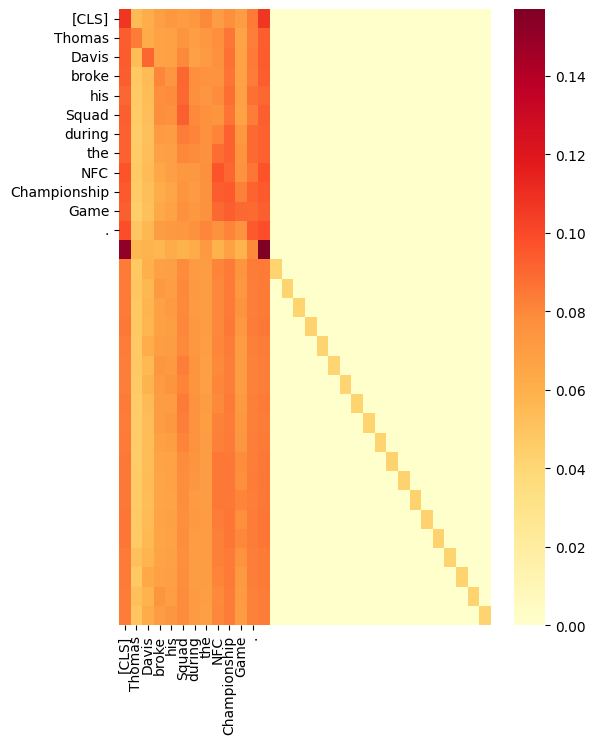 [CLS]
Thomas
Davis
broke
his
Squad
during
the
NFC
Championship
Game
.
0.14
0.12
0.10
0.08
0.06
0.04
0.02
0.00
[CLS]
Thomas
Davis
broke
his
Squad
during
the
NFC
Championship
Game
.